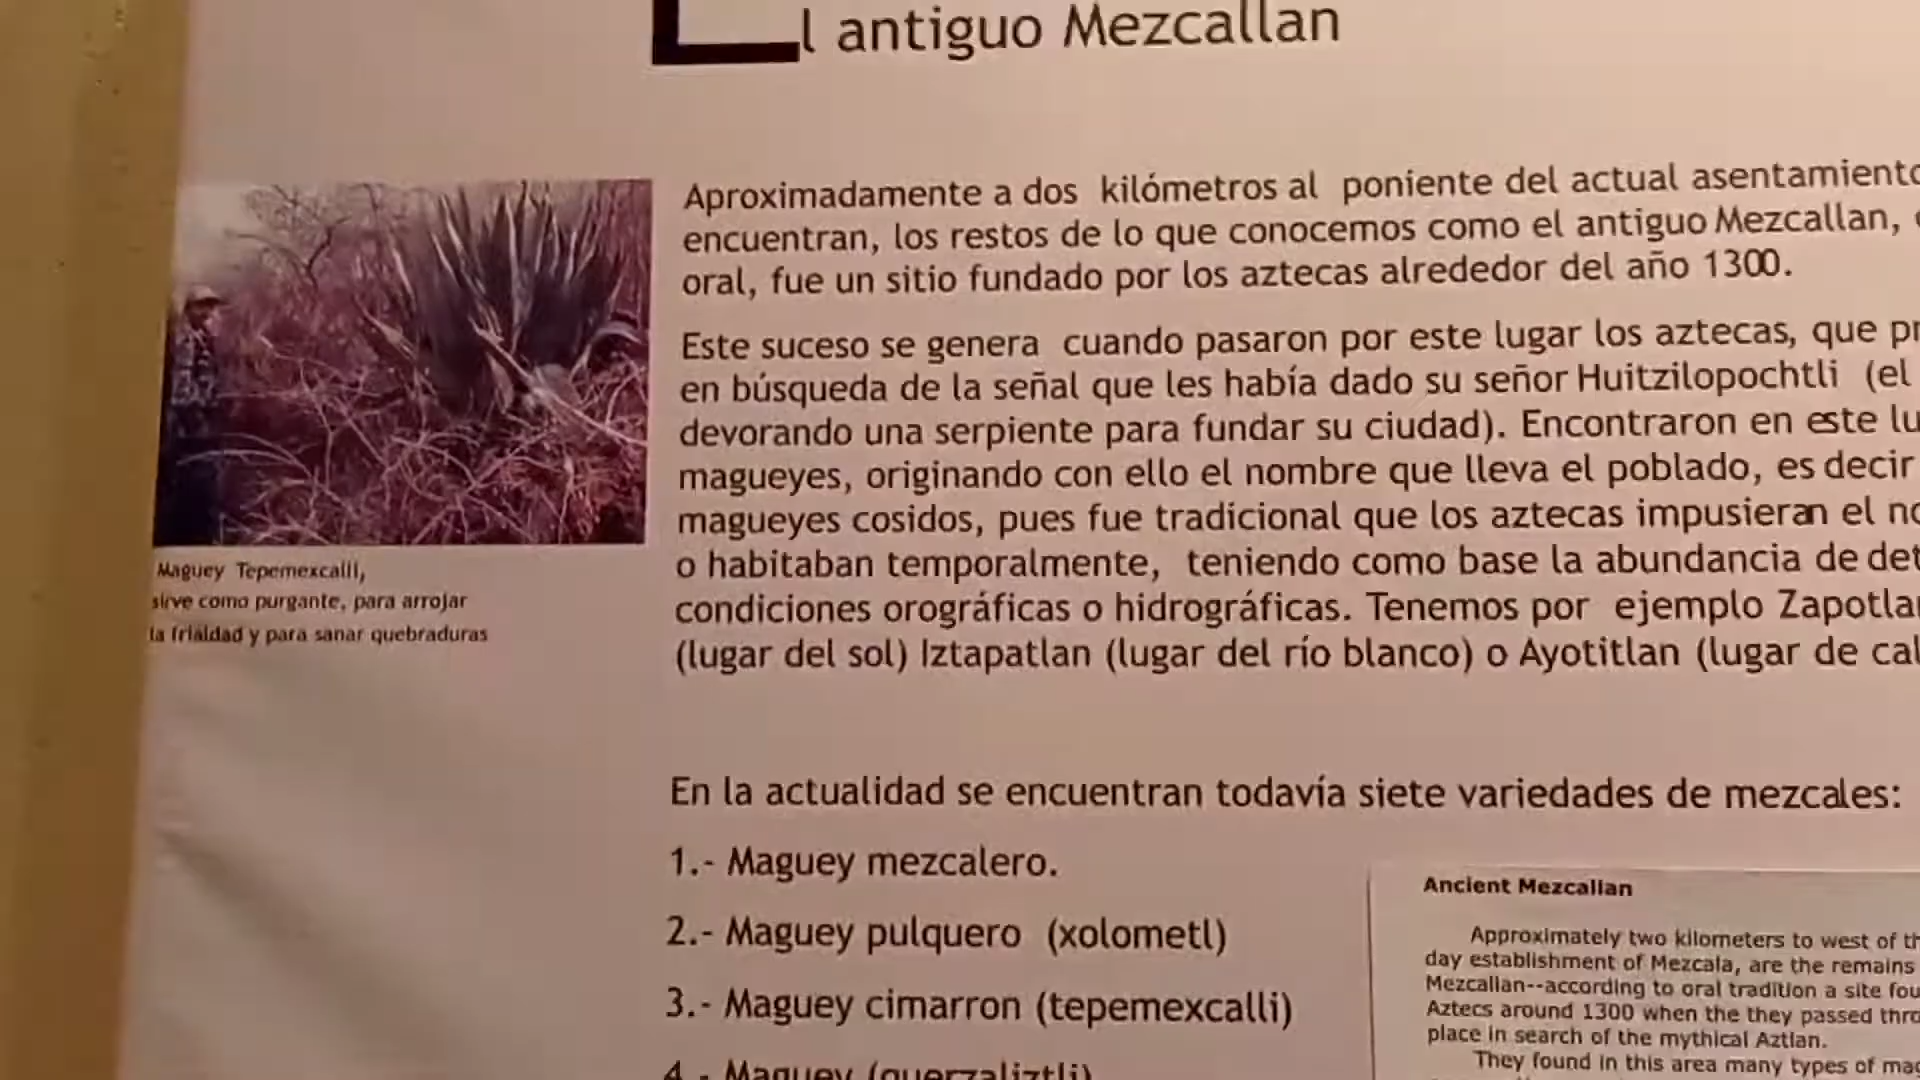 El antiguo Mezcallan
Aproximadamente a dos kilómetros al poniente del actual asentamiento
encuentran, los restos de lo que conocemos como el antiguo Mezcallan,
oral, fue un sitio fundado por los aztecas alrededor del año 1300.
Este suceso se genera cuando pasaron por este lugar los aztecas, que
en búsqueda de la señal que les había dado su señor Huitzilopochtli (el
devorando una serpiente para fundar su ciudad). Encontraron en este
magueyes, originando con ello el nombre que lleva el poblado, es decir
magueyes cosidos, pues fue tradicional que los aztecas impusieran el
o habitaban temporalmente, teniendo como base la abundancia de
condiciones orográficas o hidrográficas. Tenemos por ejemplo
(lugar del sol) Iztapatlan (lugar del río blanco) o Ayotitlan (lugar de
Maguey Tepemexcalli,
sirve como purgante, para arrojar
la frialdad y para sanar quebraduras
En la actualidad se encuentran todavía siete variedades de mezcales:
1.- Maguey mezcalero.
2.- Maguey pulquero (xolometl)
3.- Maguey cimarron (tepemexcalli)
4.- Maguey
Ancient Mezcallan
Approximately two kilometers to west of
day establishment of Mezcala, are the remains
Mezcallan--according to oral tradition a site
Aztecs around 1300 when the they passed
place in search of the mythical Aztlan.
They found in this area many types of